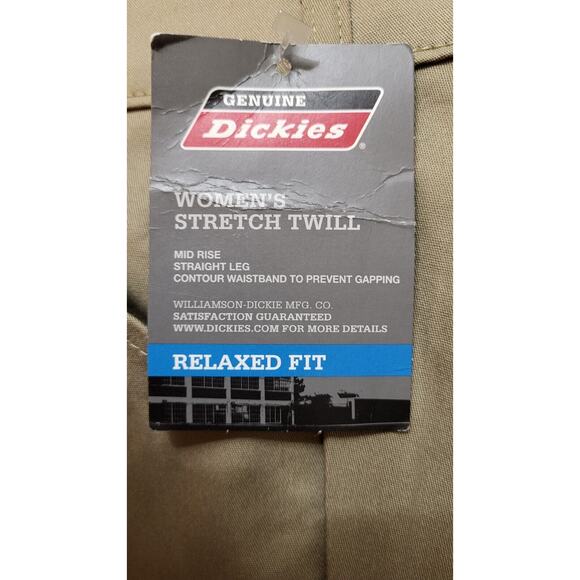 GENUINE
Dickies®
WOMEN'S
STRETCH TWILL
MID RISE
STRAIGHT LEG
CONTOUR WAISTBAND TO PREVENT GAPPING
WILLIAMSON-DICKIE MFG. CO.
SATISFACTION GUARANTEED
WWW.DICKIES.COM FOR MORE DETAILS
RELAXED FIT